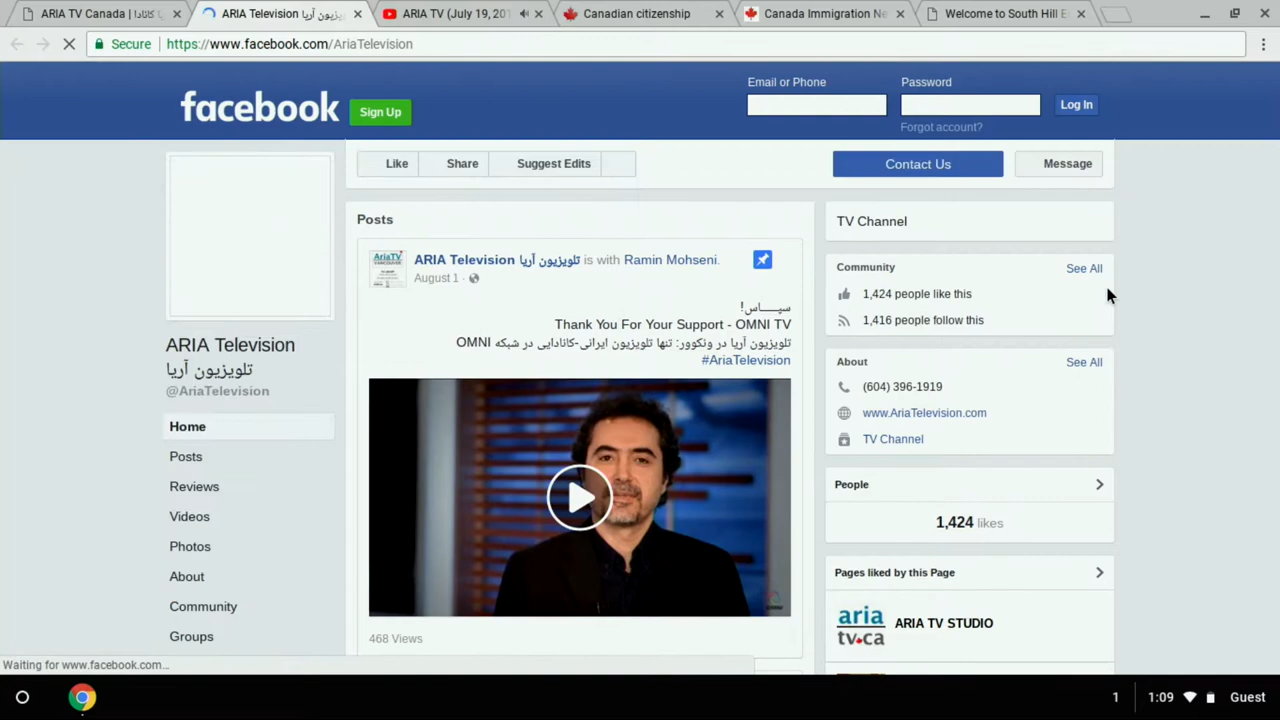 ARIA TV Canada | آریا کانادا
ARIA Television تلویزیون آریا
ARIA TV (July 19, 201
Canadian citizenship
Canada Immigration Ne
Welcome to South Hill E
Secure
https://www.facebook.com/AriaTelevision
facebook
Sign Up
Email or Phone
Password
Log In
Forgot account?
Like
Share
Suggest Edits
Contact Us
Message
ARIA Television
تلویزیون آریا
@AriaTelevision
Home
Posts
Reviews
Videos
Photos
About
Community
Groups
Posts
ARIA Television تلویزیون آریا is with Ramin Mohseni.
August 1 ·
سپـــــاس!
Thank You For Your Support - OMNI TV
تلویزیون آریا در ونکوور: تنها تلویزیون ایرانی-کانادایی در شبکه OMNI
#AriaTelevision
468 Views
TV Channel
Community
See All
1,424 people like this
1,416 people follow this
About
See All
(604) 396-1919
www.AriaTelevision.com
TV Channel
People
1,424 likes
Pages liked by this Page
aria
tv.ca
ARIA TV STUDIO
Waiting for www.facebook.com...
1
1:09
Guest